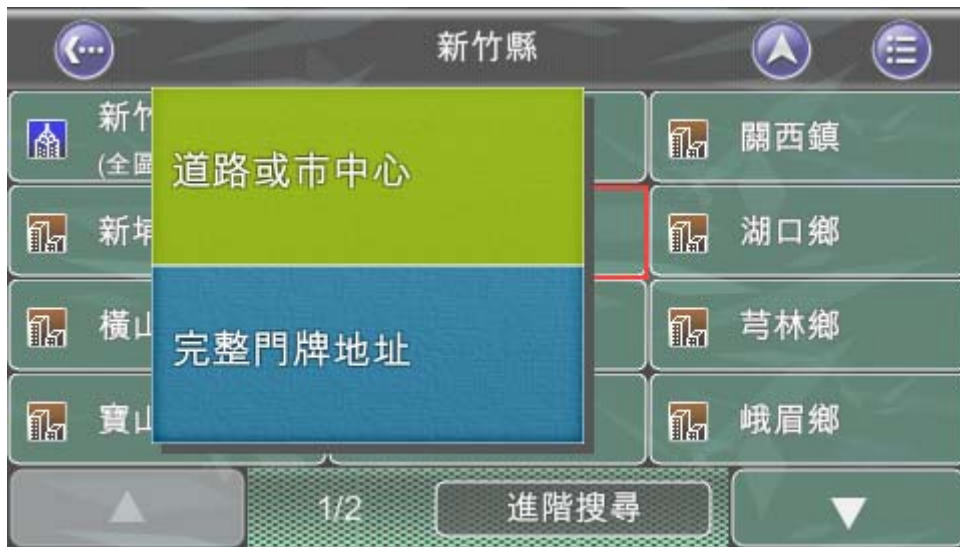 新竹縣
新竹
(全區
關西鎮
道路或市中心
新埔
湖口鄉
橫山
芎林鄉
完整門牌地址
寶山
峨眉鄉
1/2
進階搜尋